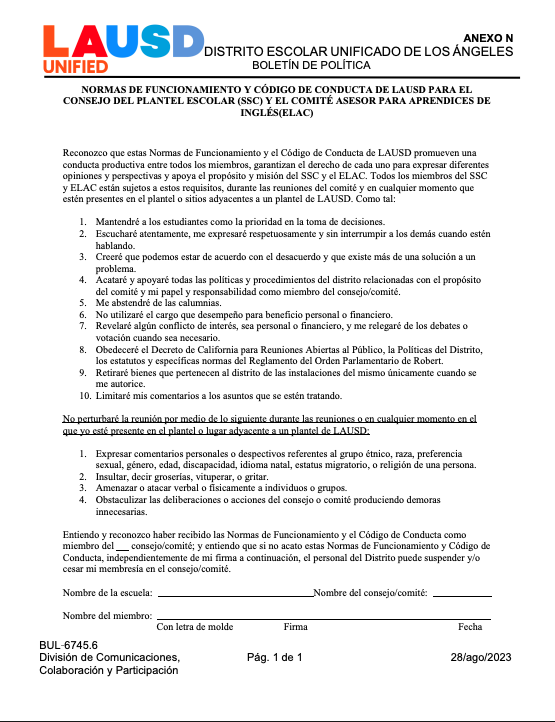 LAUSD
UNIFIED
ANEXO N
DISTRITO ESCOLAR UNIFICADO DE LOS ÁNGELES
BOLETÍN DE POLÍTICA
NORMAS DE FUNCIONAMIENTO Y CÓDIGO DE CONDUCTA DE LAUSD PARA EL
CONSEJO DEL PLANTEL ESCOLAR (SSC) Y EL COMITÉ ASESOR PARA APRENDICES DE
INGLÉS(ELAC)
Reconozco que estas Normas de Funcionamiento y el Código de Conduca de LAUSD promueven una
conducta productiva entre todos los miembros, garantizan el derecho de cada uno para expresar diferentes
opiniones y perspectivas y apoya el propósito y misión del SSC y el ELAC. Todos los miembros del SSC
y ELAC están sujetos a estos requisitos, durante las reuniones del comité y en cualquier momento que
estén presentes en el plantel o sitios adyacentes a un plantel de LAUSD. Como tal:
1. Mantendré a los estudiantes como la prioridad en la toma de decisiones.
2. Escucharé atentamente, me expresaré respetuosamente y sin interrumpir a los demás cuando estén
hablando.
3. Creeré que podemos estar de acuerdo con el desacuerdo y que existe más de una solución a un
problema.
4. Acataré y apoyaré todas las políticas y procedimientos del distrito relacionadas con el propósito
del comité y mi papel y responsabilidad como miembro del consejo/comité.
5. Me abstendré de las calumnias.
6. No utilizaré el cargo que desempeño para beneficio personal o financiero.
7. Revelaré algún conflicto de interés, sea personal o financiero, y me relegaré de los debates o
votación cuando sea necesario.
8. Obedeceré el Decreto de California para Reuniones Abiertas al Público, la Políticas del Distrito,
los estatutos y específicas normas del Reglamento del Orden Parlamentario de Robert.
9. Retiraré bienes que pertenecen al distrito de las instalaciones del mismo únicamente cuando se
me autorice.
10. Limitaré mis comentarios a los asuntos que se estén tratando.
No perturbaré la reunión por medio de lo siguiente durante las reuniones o en cualquier momento en el
que yo esté presente en el plantel o lugar adyacente a un plantel de LAUSD:
1. Expresar comentarios personales o despectivos referentes al grupo étnico, raza, preferencia
sexual, género, edad, discapacidad, idioma natal, estatus migratorio, o religión de una persona.
2. Insultar, decir groserías, vituperar, o gritar.
3. Amenazar o atacar verbal o físicamente a individuos o grupos.
4. Obstaculizar las deliberaciones o acciones del consejo o comité produciendo demoras
innecesarias.
Entiendo y reconozco haber recibido las Normas de Funcionamiento y el Código de Conducta como
miembro del ___ consejo/comité; y entiendo que si no acato estas Normas de Funcionamiento y Código de
Conducta, independientemente de mi firma a continuación, el personal del Distrito puede suspender y/o
cesar mi membresía en el consejo/comité.
Nombre de la escuela: ____________ Nombre del consejo/comité: ____________
Nombre del miembro: ____________
Con letra de molde Firma Fecha
BUL-6745.6
División de Comunicaciones, Pág. 1 de 1 28/ago/2023
Colaboración y Participación